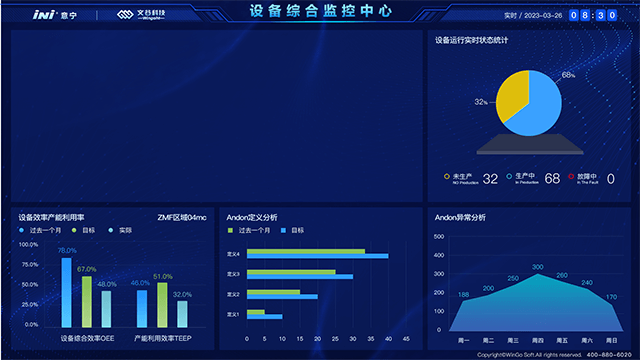 iNi® 意宁
文谷科技
WinGoht
设备综合监控中心
实时 / 2023-03-26 08:30
设备运行实时状态统计
68%
32%
未生产 32 生产中 68 故障中 0
NO Production In Production In The Fault
设备效率产能利用率 ZMF区域04mc
过去一个月 目标 实际
100.0%
75.0%
50.0%
25.0%
0.0%
78.0% 67.0% 48.0% 46.0% 51.0% 32.0%
设备综合效率OEE 产能利用效率TEEP
Andon定义分析
过去一个月 目标
定义4
定义3
定义2
定义1
0 5 10 15 20 25 30 35 40 45
Andon异常分析
500
400
300
200
100
0
188 200 250 300 260 240 170
周一 周二 周三 周四 周五 周六 周日
Copyright©WinGo Soft.All rights reserved. 400-880-6020